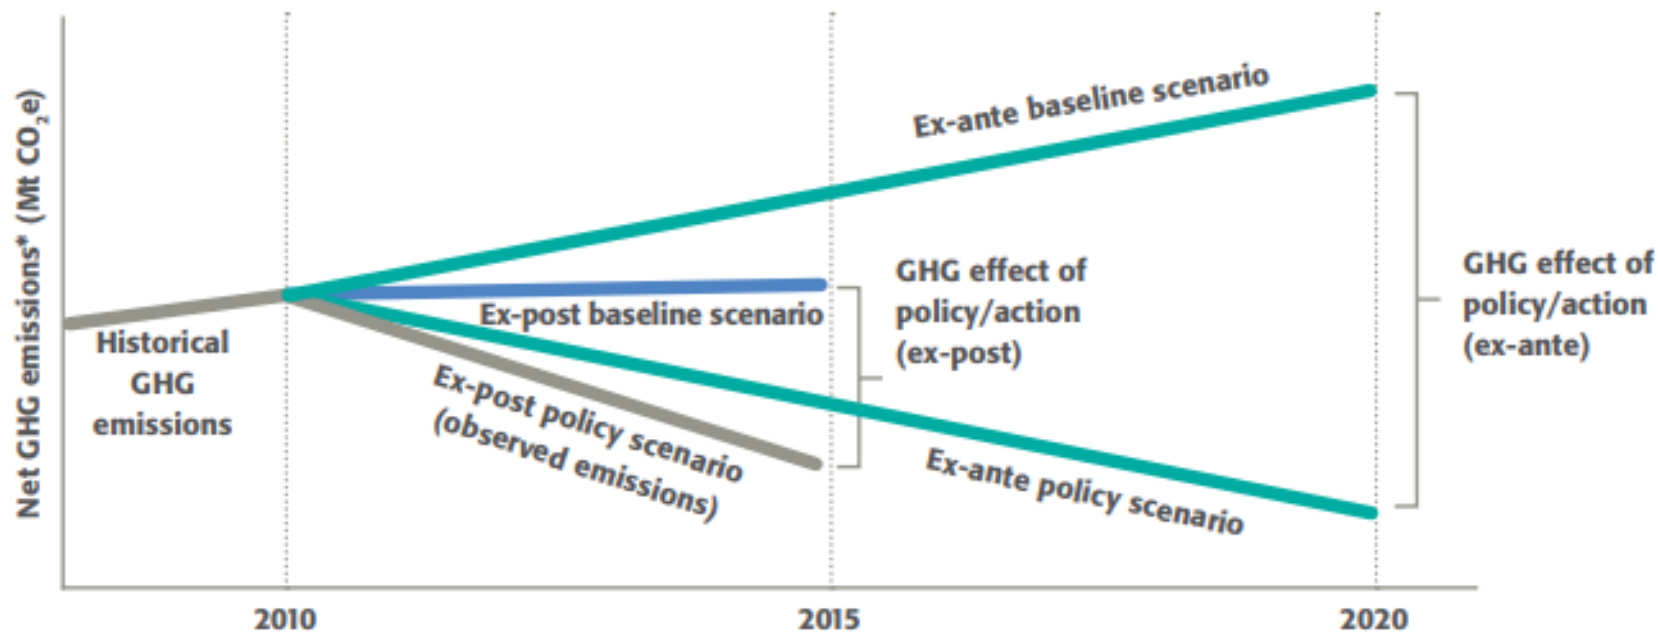 Net GHG emissions* (Mt CO₂e)
Ex-ante baseline scenario
GHG effect of
policy/action
(ex-post)
GHG effect of
policy/action
(ex-ante)
Ex-post baseline scenario
Historical
GHG
emissions
Ex-post policy scenario
(observed emissions)
Ex-ante policy scenario
2010
2015
2020